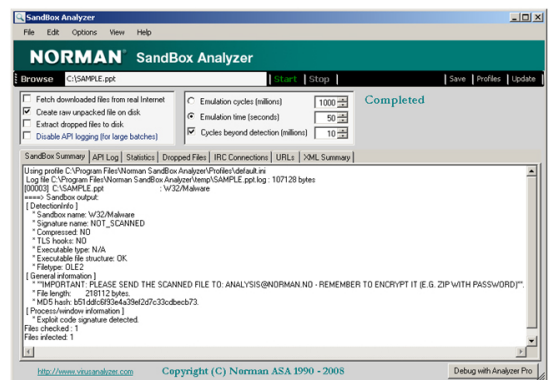 SandBox Analyzer
File Edit Options View Help
NORMAN SandBox Analyzer
Browse C:\SAMPLE.ppt Start Stop Save Profiles Update
Fetch downloaded files from real Internet
Create raw unpacked file on disk
Extract dropped files to disk
Disable API logging (for large batches)
Emulation cycles (millions) 1000
Emulation time (seconds) 50
Cycles beyond detection (millions) 10
Completed
SandBox Summary API Log Statistics Dropped Files IRC Connections URLs XML Summary
Using profile C:\Program Files\Norman SandBox Analyzer\Profiles\default.ini
Log file C:\Program Files\Norman SandBox Analyzer\temp\SAMPLE.ppt.log : 107128 bytes
[00003] C:\SAMPLE.ppt : W32/Malware
====> Sandbox output:
[ DetectionInfo ]
* Sandbox name: W32/Malware
* Signature name: NOT_SCANNED
* Compressed: NO
* TLS hooks: NO
* Executable type: N/A
* Executable file structure: OK
* Filetype: OLE2
[ General information ]
* **IMPORTANT: PLEASE SEND THE SCANNED FILE TO: ANALYSIS@NORMAN.NO - REMEMBER TO ENCRYPT IT (E.G. ZIP WITH PASSWORD)**.
* File length: 218112 bytes.
* MD5 hash: b51ddfc6f93e4a39ef2d7c33cdbecb73.
[ Process/window information ]
* Exploit code signature detected.
Files checked : 1
Files infected: 1
http://www.virusanalyzer.com Copyright (C) Norman ASA 1990 - 2008 Debug with Analyzer Pro